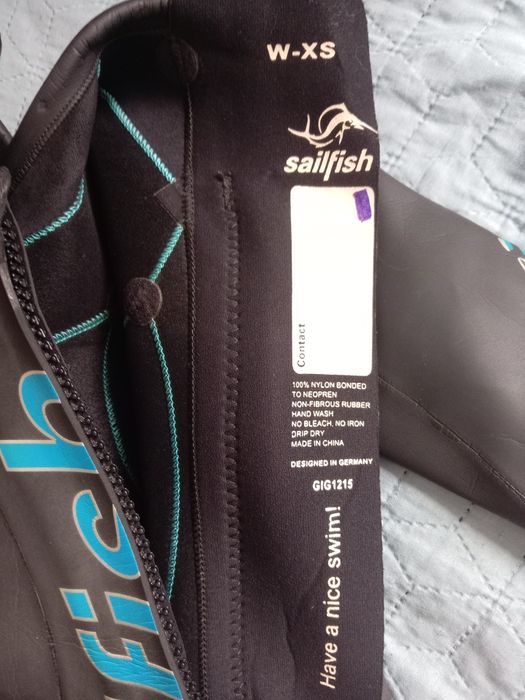 W-XS
sailfish
Contact
100% NYLON BONDED
TO NEOPREN
NON-FIBROUS RUBBER
HAND WASH
NO BLEACH, NO IRON
DRIP DRY
MADE IN CHINA
DESIGNED IN GERMANY
GIG1215
Have a nice swim!
fish